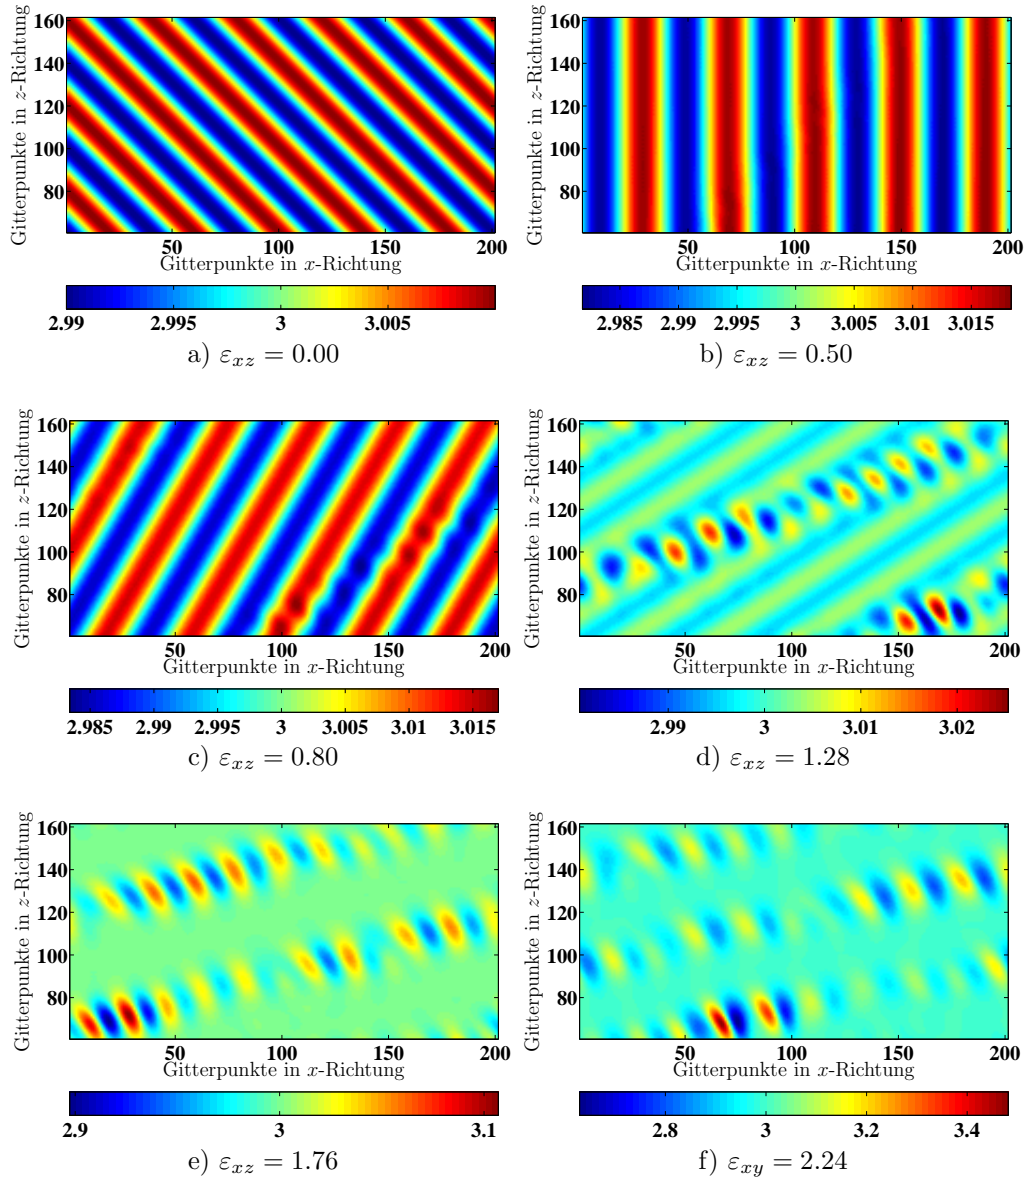 160
140
120
100
80
Gitterpunkte in z-Richtung
50 100 150 200
Gitterpunkte in x-Richtung
2.99 2.995 3 3.005
a) εxz = 0.00
160
140
120
100
80
Gitterpunkte in z-Richtung
50 100 150 200
Gitterpunkte in x-Richtung
2.985 2.99 2.995 3 3.005 3.01 3.015
b) εxz = 0.50
160
140
120
100
80
Gitterpunkte in z-Richtung
50 100 150 200
Gitterpunkte in x-Richtung
2.985 2.99 2.995 3 3.005 3.01 3.015
c) εxz = 0.80
160
140
120
100
80
Gitterpunkte in z-Richtung
50 100 150 200
Gitterpunkte in x-Richtung
2.99 3 3.01 3.02
d) εxz = 1.28
160
140
120
100
80
Gitterpunkte in z-Richtung
50 100 150 200
Gitterpunkte in x-Richtung
2.9 3 3.1
e) εxz = 1.76
160
140
120
100
80
Gitterpunkte in z-Richtung
50 100 150 200
Gitterpunkte in x-Richtung
2.8 3 3.2 3.4
f) εxy = 2.24